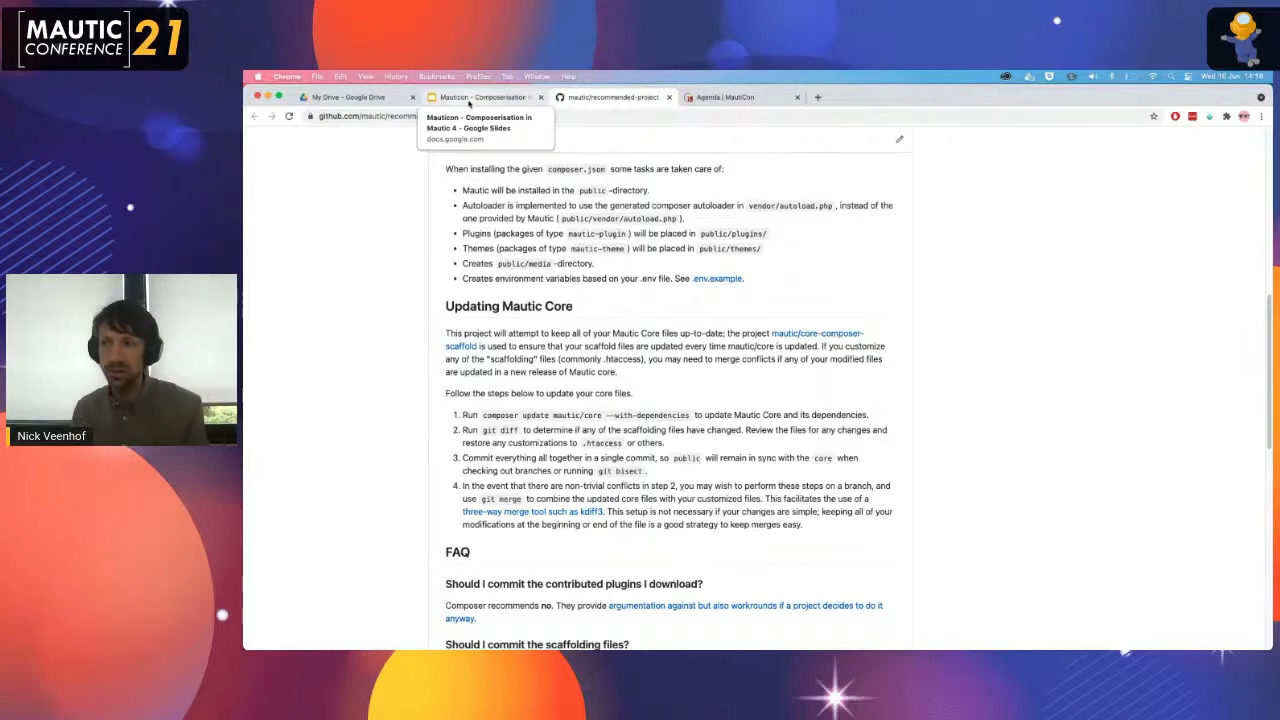 MAUTIC
CONFERENCE 21
Chrome File Edit View History Bookmarks Profiles Tab Window Help
Wed 16 Jun 14:16
My Drive - Google Drive
Mauticon - Composerisation in
mautic/recommended-project
Agenda | MautiCon
github.com/mautic/recomm
Mauticon - Composerisation in
Mautic 4 - Google Slides
docs.google.com
When installing the given composer.json some tasks are taken care of:
• Mautic will be installed in the public -directory.
• Autoloader is implemented to use the generated composer autoloader in vendor/autoload.php , instead of the
one provided by Mautic ( public/vendor/autoload.php ).
• Plugins (packages of type mautic-plugin ) will be placed in public/plugins/
• Themes (packages of type mautic-theme ) will be placed in public/themes/
• Creates public/media -directory.
• Creates environment variables based on your .env file. See .env.example.
Updating Mautic Core
This project will attempt to keep all of your Mautic Core files up-to-date; the project mautic/core-composer-
scaffold is used to ensure that your scaffold files are updated every time mautic/core is updated. If you customize
any of the "scaffolding" files (commonly .htaccess), you may need to merge conflicts if any of your modified files
are updated in a new release of Mautic core.
Follow the steps below to update your core files.
1. Run composer update mautic/core --with-dependencies to update Mautic Core and its dependencies.
2. Run git diff to determine if any of the scaffolding files have changed. Review the files for any changes and
restore any customizations to .htaccess or others.
3. Commit everything all together in a single commit, so public will remain in sync with the core when
checking out branches or running git bisect .
4. In the event that there are non-trivial conflicts in step 2, you may wish to perform these steps on a branch, and
use git merge to combine the updated core files with your customized files. This facilitates the use of a
three-way merge tool such as kdiff3. This setup is not necessary if your changes are simple; keeping all of your
modifications at the beginning or end of the file is a good strategy to keep merges easy.
FAQ
Should I commit the contributed plugins I download?
Composer recommends no. They provide argumentation against but also workrounds if a project decides to do it
anyway.
Should I commit the scaffolding files?
Nick Veenhof